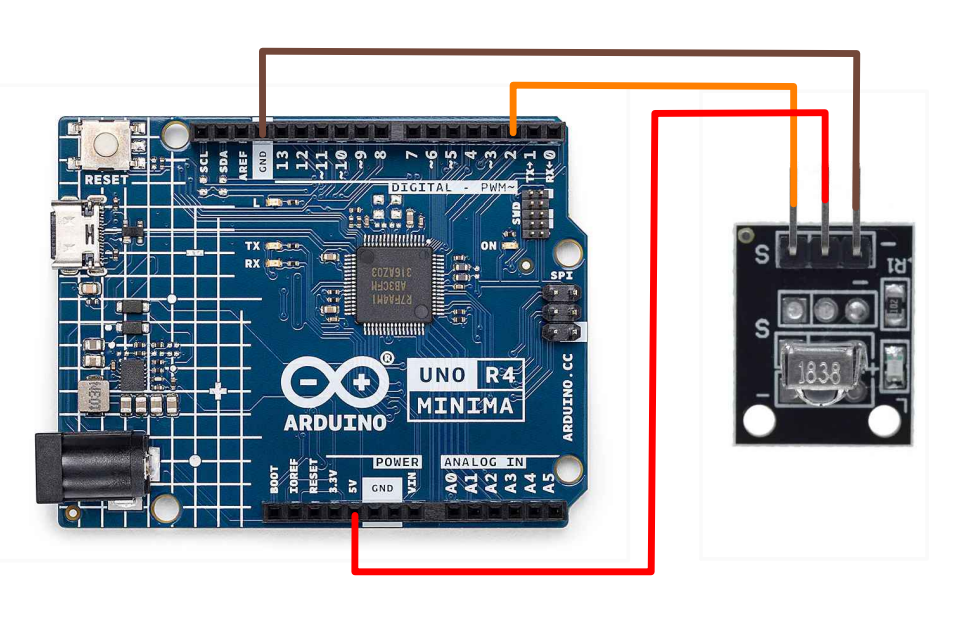 SCL
SDA
AREF
GND
13
12
~11
~10
~9
8
7
~6
~5
4
~3
2
TX→1
RX←0
RESET
DIGITAL - PWM~
L
TX
RX
ON
SWD
SPI
R7FA4M1
AB3CFM
316AZ03
103N
®
UNO R4
MINIMA
ARDUINO
ARDUINO.CC
POWER
ANALOG IN
BOOT
IOREF
RESET
3.3V
5V
GND
VIN
A0
A1
A2
A3
A4
A5
S
-
R1
S
-
1838
+
-